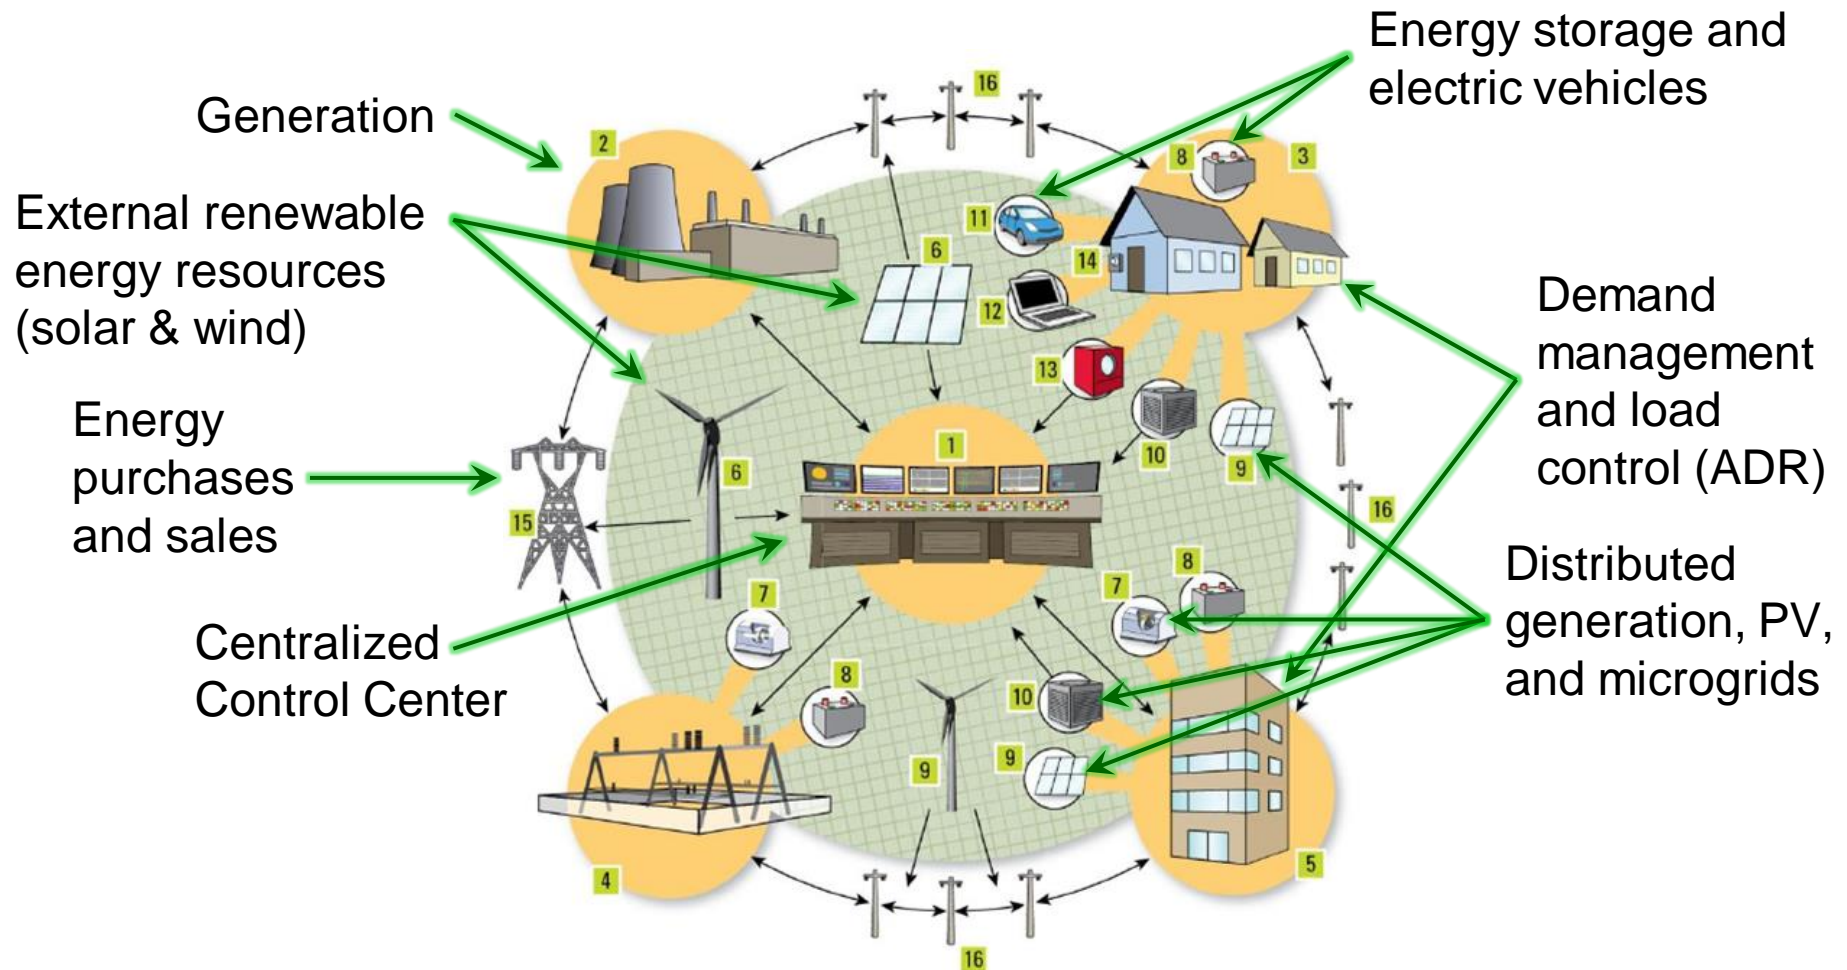 Energy storage and
electric vehicles
Generation
External renewable
energy resources
(solar & wind)
Energy
purchases
and sales
Centralized
Control Center
Demand
management
and load
control (ADR)
Distributed
generation, PV,
and microgrids
16
2
8
3
11
6
14
12
13
10
9
1
6
15
16
7
8
7
8
10
9
9
4
5
16